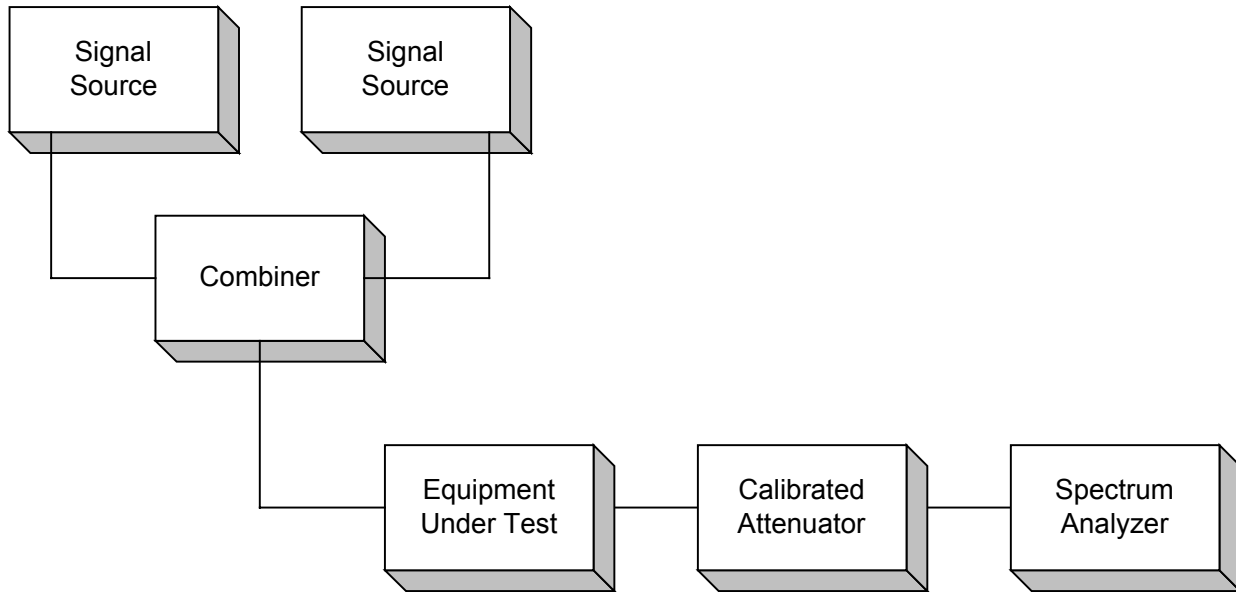 Signal
Source
Signal
Source
Combiner
Equipment
Under Test
Calibrated
Attenuator
Spectrum
Analyzer